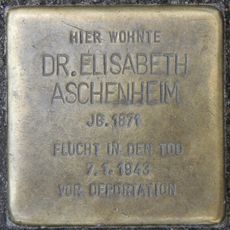 HIER WOHNTE
DR. ELISABETH
ASCHENHEIM
JG. 1871
FLUCHT IN DEN TOD
7.1.1943
VOR DEPORTATION